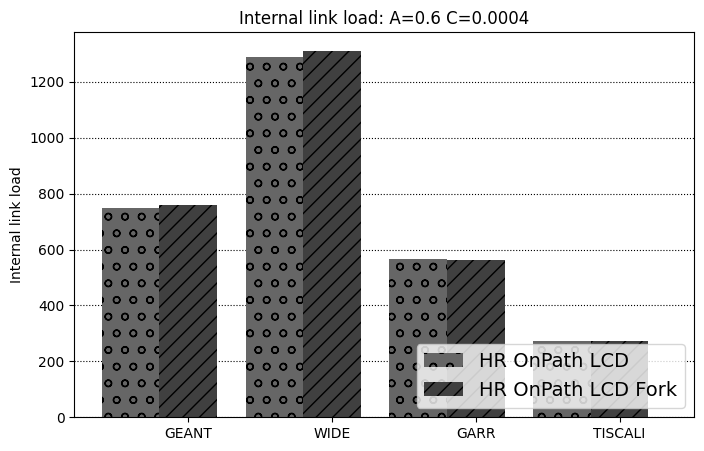 Internal link load: A=0.6 C=0.0004
Internal link load
1200
1000
800
600
400
200
0
GEANT WIDE GARR TISCALI
HR OnPath LCD
HR OnPath LCD Fork